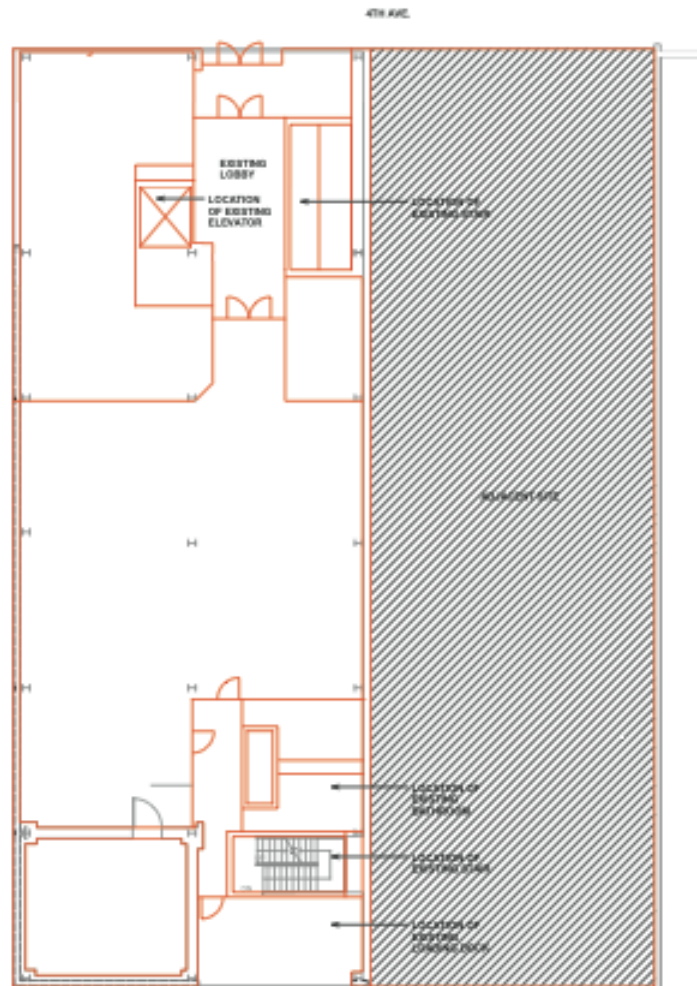 4TH AVE.
EXISTING
LOBBY
LOCATION
OF EXISTING
ELEVATOR
LOCATION OF
EXISTING STAIR
ADJACENT SITE
LOCATION OF
EXISTING
BATHROOM
LOCATION OF
EXISTING STAIR
LOCATION OF
EXISTING
LOADING DOCK